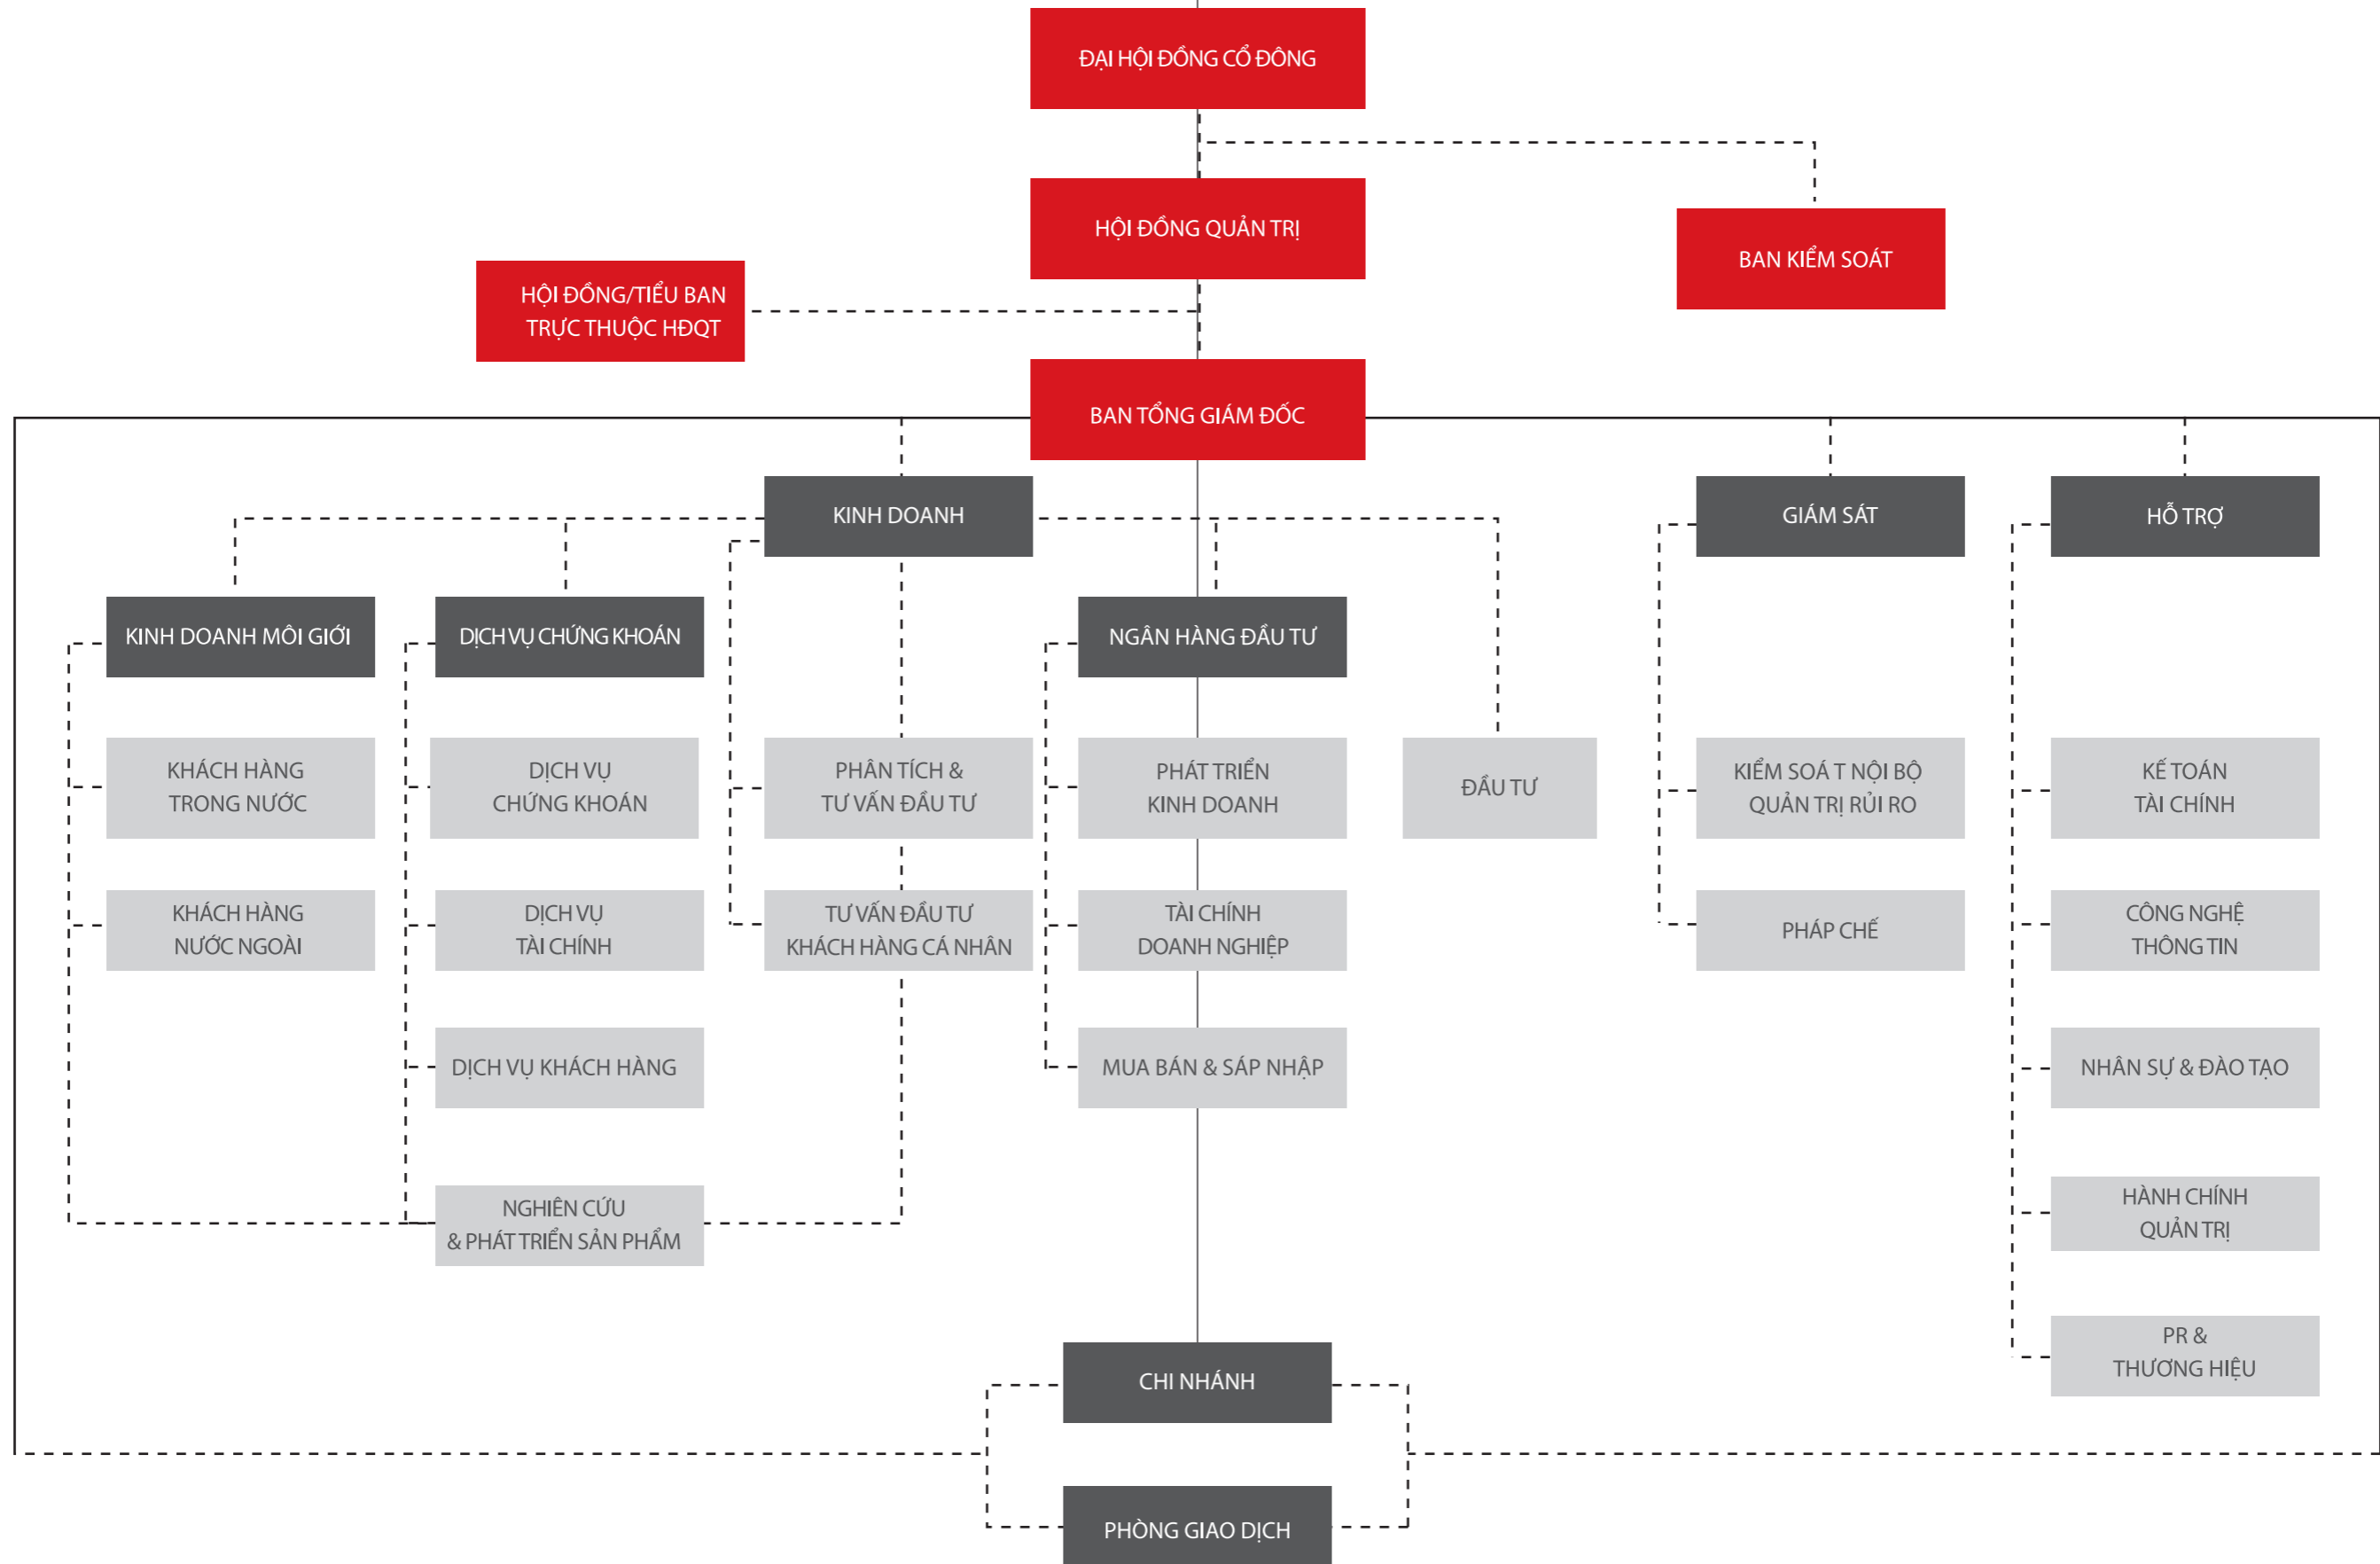 ĐẠI HỘI ĐỒNG CỔ ĐÔNG
HỘI ĐỒNG QUẢN TRỊ
BAN KIỂM SOÁT
HỘI ĐỒNG/TIỂU BAN
TRỰC THUỘC HĐQT
BAN TỔNG GIÁM ĐỐC
KINH DOANH
GIÁM SÁT
HỖ TRỢ
KINH DOANH MÔI GIỚI
DỊCH VỤ CHỨNG KHOÁN
NGÂN HÀNG ĐẦU TƯ
KHÁCH HÀNG
TRONG NƯỚC
DỊCH VỤ
CHỨNG KHOÁN
PHÂN TÍCH &
TƯ VẤN ĐẦU TƯ
PHÁT TRIỂN
KINH DOANH
ĐẦU TƯ
KIỂM SOÁ T NỘI BỘ
QUẢN TRỊ RỦI RO
KẾ TOÁN
TÀI CHÍNH
KHÁCH HÀNG
NƯỚC NGOÀI
DỊCH VỤ
TÀI CHÍNH
TƯ VẤN ĐẦU TƯ
KHÁCH HÀNG CÁ NHÂN
TÀI CHÍNH
DOANH NGHIỆP
PHÁP CHẾ
CÔNG NGHỆ
THÔNG TIN
DỊCH VỤ KHÁCH HÀNG
MUA BÁN & SÁP NHẬP
NHÂN SỰ & ĐÀO TẠO
NGHIÊN CỨU
& PHÁT TRIỂN SẢN PHẨM
HÀNH CHÍNH
QUẢN TRỊ
PR &
THƯƠNG HIỆU
CHI NHÁNH
PHÒNG GIAO DỊCH